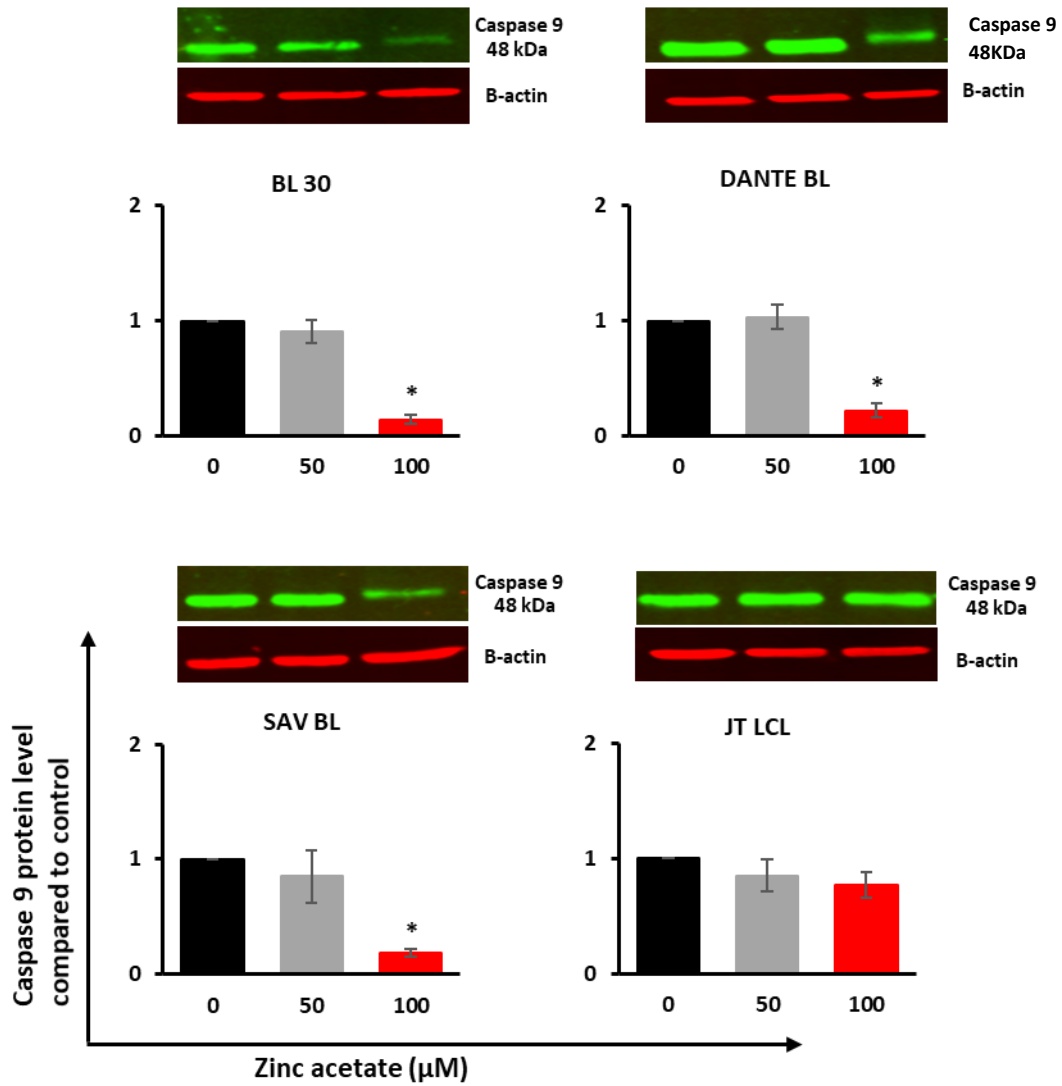 Caspase 9
48 kDa
B-actin
Caspase 9
48KDa
B-actin
BL 30
2
1
0
*
0 50 100
DANTE BL
2
1
0
*
0 50 100
Caspase 9
48 kDa
B-actin
Caspase 9
48 kDa
B-actin
SAV BL
2
1
0
*
0 50 100
JT LCL
2
1
0
0 50 100
Caspase 9 protein level
compared to control
Zinc acetate (µM)